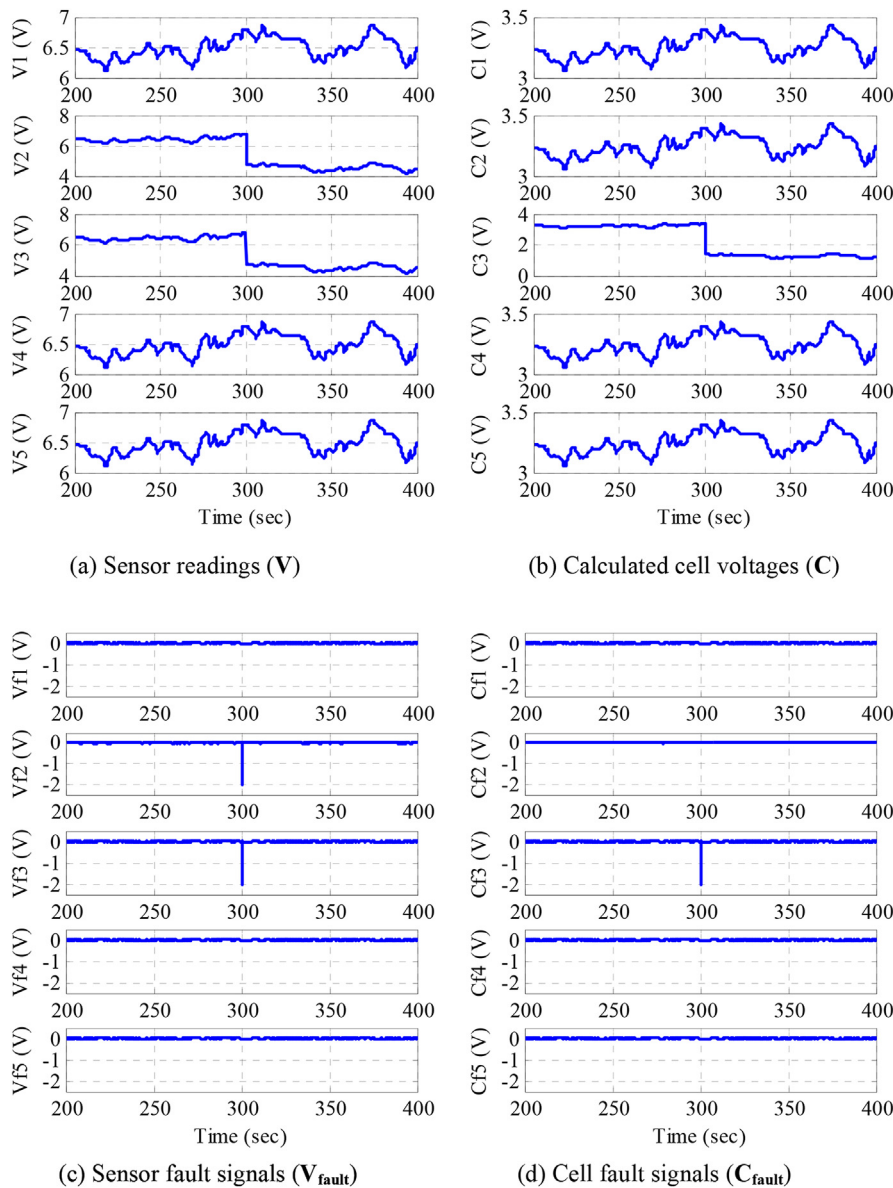 V1 (V)
7
6.5
6
200 250 300 350 400
V2 (V)
8
6
4
200 250 300 350 400
V3 (V)
8
6
4
200 250 300 350 400
V4 (V)
7
6.5
6
200 250 300 350 400
V5 (V)
7
6.5
6
200 250 300 350 400
Time (sec)
(a) Sensor readings (V)
C1 (V)
3.5
3
200 250 300 350 400
C2 (V)
3.5
3
200 250 300 350 400
C3 (V)
4
2
0
200 250 300 350 400
C4 (V)
3.5
3
200 250 300 350 400
C5 (V)
3.5
3
200 250 300 350 400
Time (sec)
(b) Calculated cell voltages (C)
Vf1 (V)
0
-1
-2
200 250 300 350 400
Vf2 (V)
0
-1
-2
200 250 300 350 400
Vf3 (V)
0
-1
-2
200 250 300 350 400
Vf4 (V)
0
-1
-2
200 250 300 350 400
Vf5 (V)
0
-1
-2
200 250 300 350 400
Time (sec)
(c) Sensor fault signals (Vfault)
Cf1 (V)
0
-1
-2
200 250 300 350 400
Cf2 (V)
0
-1
-2
200 250 300 350 400
Cf3 (V)
0
-1
-2
200 250 300 350 400
Cf4 (V)
0
-1
-2
200 250 300 350 400
Cf5 (V)
0
-1
-2
200 250 300 350 400
Time (sec)
(d) Cell fault signals (Cfault)